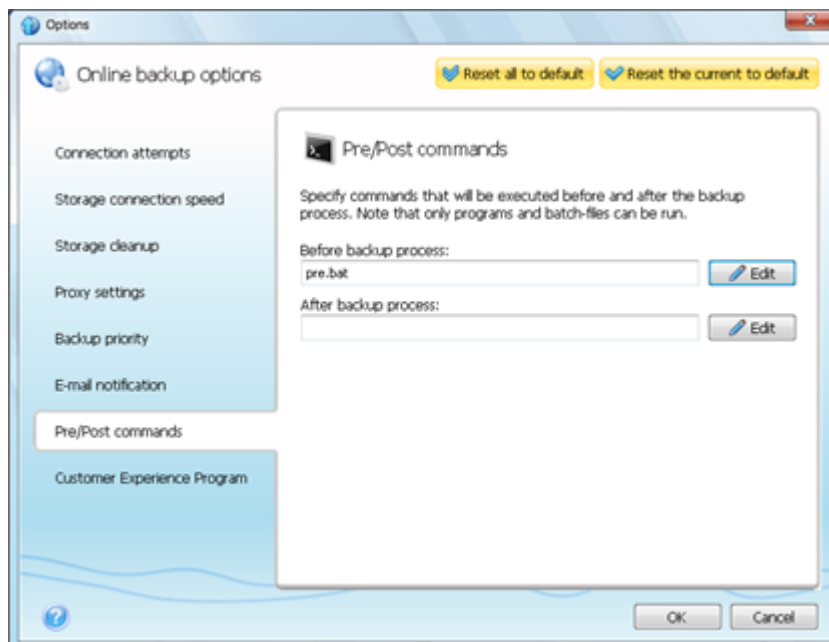 Options
Online backup options
Reset all to default
Reset the current to default
Connection attempts
Storage connection speed
Storage cleanup
Proxy settings
Backup priority
E-mail notification
Pre/Post commands
Customer Experience Program
Pre/Post commands
Specify commands that will be executed before and after the backup
process. Note that only programs and batch-files can be run.
Before backup process:
pre.bat
Edit
After backup process:
Edit
OK
Cancel